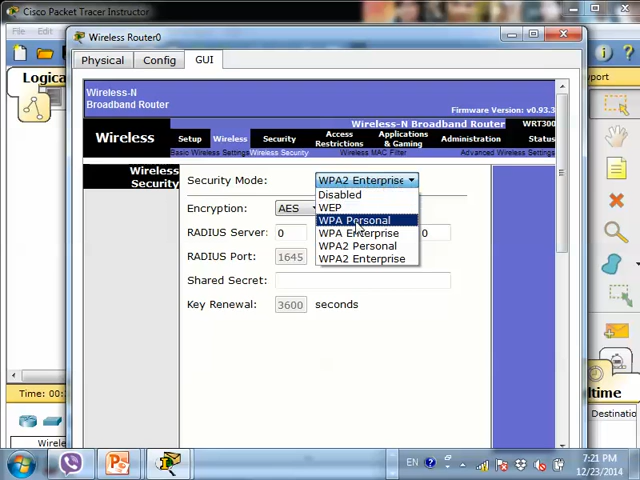 Cisco Packet Tracer Instructor
File
Wireless Router0
Physical
Config
GUI
Logica
port
Wireless-N
Broadband Router
Firmware Version: v0.93.3
Wireless-N Broadband Router
WRT300
Wireless
Setup
Wireless
Security
Access
Restrictions
Applications
& Gaming
Administration
Status
Basic Wireless Settings
Wireless Security
Wireless MAC Filter
Advanced Wireless Settings
Wireless
Security
Security Mode:
WPA2 Enterprise
Disabled
WEP
WPA Personal
WPA Enterprise
WPA2 Personal
WPA2 Enterprise
Encryption:
AES
RADIUS Server:
0
0
RADIUS Port:
1645
Shared Secret:
Key Renewal:
3600
seconds
Time: 00:
ltime
Destinatio
Wirele
EN
7:21 PM
12/23/2014